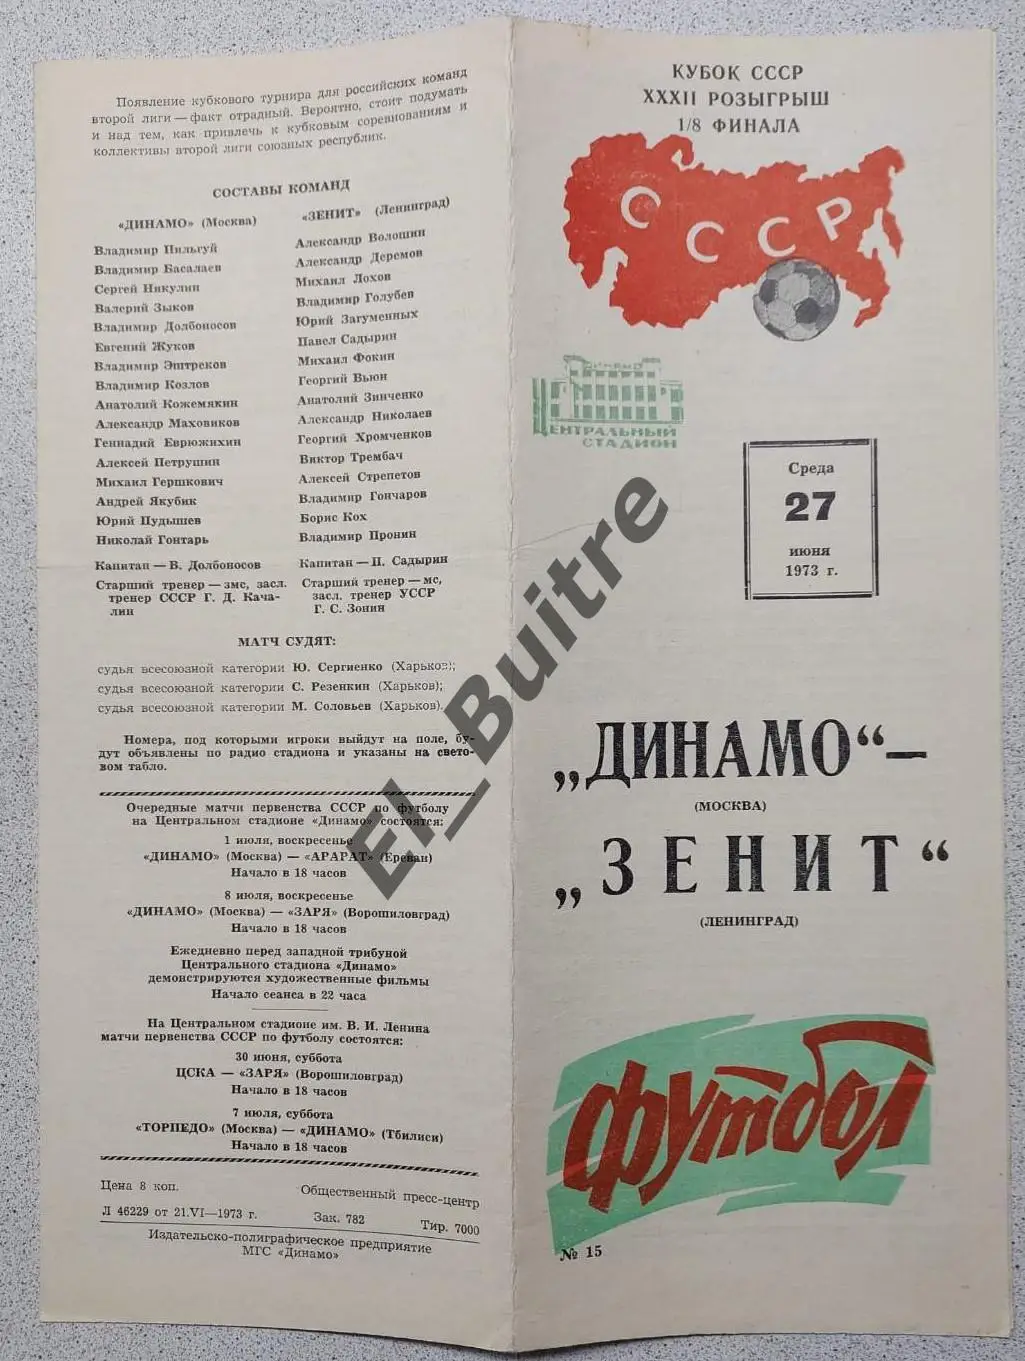 Появление кубкового турнира для российских команд
второй лиги — факт отрадный. Вероятно, стоит подумать
и над тем, как привлечь к кубковым соревнованиям и
коллективы второй лиги союзных республик.
СОСТАВЫ КОМАНД
«ДИНАМО» (Москва)
Владимир Пильгуй
Владимир Басалаев
Сергей Никулин
Валерий Зыков
Владимир Долбоносов
Евгений Жуков
Владимир Эштреков
Владимир Козлов
Анатолий Кожемякин
Александр Маховиков
Геннадий Еврюжихин
Алексей Петрушин
Михаил Гершкович
Андрей Якубик
Юрий Пудышев
Николай Гонтарь
Капитан — В. Долбоносов
Старший тренер — змс, засл.
тренер СССР Г. Д. Кача-
лин
«ЗЕНИТ» (Ленинград)
Александр Волошин
Александр Деремов
Михаил Лохов
Владимир Голубев
Юрий Загуменных
Павел Садырин
Михаил Фокин
Георгий Вьюн
Анатолий Зинченко
Александр Николаев
Георгий Хромченков
Виктор Трембач
Алексей Стрепетов
Владимир Гончаров
Борис Кох
Владимир Пронин
Капитан — П. Садырин
Старший тренер — мс,
засл. тренер УССР
Г. С. Зонин
МАТЧ СУДЯТ:
судья всесоюзной категории Ю. Сергиенко (Харьков);
судья всесоюзной категории С. Резенкин (Харьков);
судья всесоюзной категории М. Соловьев (Харьков).
Номера, под которыми игроки выйдут на поле, бу-
дут объявлены по радио стадиона и указаны на свето-
вом табло.
Очередные матчи первенства СССР по футболу
на Центральном стадионе «Динамо» состоятся:
1 июля, воскресенье
«ДИНАМО» (Москва) — «АРАРАТ» (Ереван)
Начало в 18 часов
8 июля, воскресенье
«ДИНАМО» (Москва) — «ЗАРЯ» (Ворошиловград)
Начало в 18 часов
Ежедневно перед западной трибуной
Центрального стадиона «Динамо»
демонстрируются художественные фильмы
Начало сеанса в 22 часа
На Центральном стадионе им. В. И. Ленина
матчи первенства СССР по футболу состоятся:
30 июня, суббота
ЦСКА — «ЗАРЯ» (Ворошиловград)
Начало в 18 часов
7 июля, суббота
«ТОРПЕДО» (Москва) — «ДИНАМО» (Тбилиси)
Начало в 18 часов
Цена 8 коп. Общественный пресс-центр
Л 46229 от 21.VI—1973 г. Зак. 782 Тир. 7000
Издательско-полиграфическое предприятие
МГС «Динамо»
КУБОК СССР
XXXII РОЗЫГРЫШ
1/8 ФИНАЛА
СССР
ДИНАМО
ЦЕНТРАЛЬНЫЙ
СТАДИОН
Среда
27
июня
1973 г.
„ДИНАМО“ —
(МОСКВА)
„ЗЕНИТ“
(ЛЕНИНГРАД)
футбол
№ 15
El_Buitre